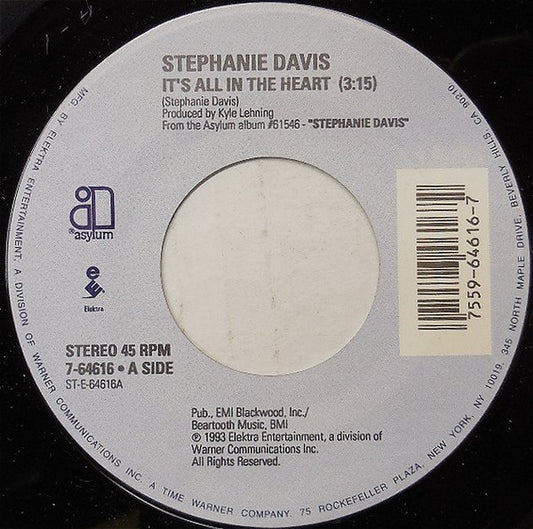 STEPHANIE DAVIS
IT'S ALL IN THE HEART (3:15)
(Stephanie Davis)
Produced by Kyle Lehning
From the Asylum album #61546 - "STEPHANIE DAVIS"
®asylum
Elektra
7559-64616-7
STEREO 45 RPM
7-64616 • A SIDE
ST-E-64616A
Pub., EMI Blackwood, Inc./
Beartooth Music, BMI
℗ 1993 Elektra Entertainment, a division of
Warner Communications Inc.
All Rights Reserved.
MFG BY ELEKTRA ENTERTAINMENT, A DIVISION OF WARNER COMMUNICATIONS INC. A TIME WARNER COMPANY. 75 ROCKEFELLER PLAZA, NEW YORK, NY 10019. 345 NORTH MAPLE DRIVE, BEVERLY HILLS CA 90210